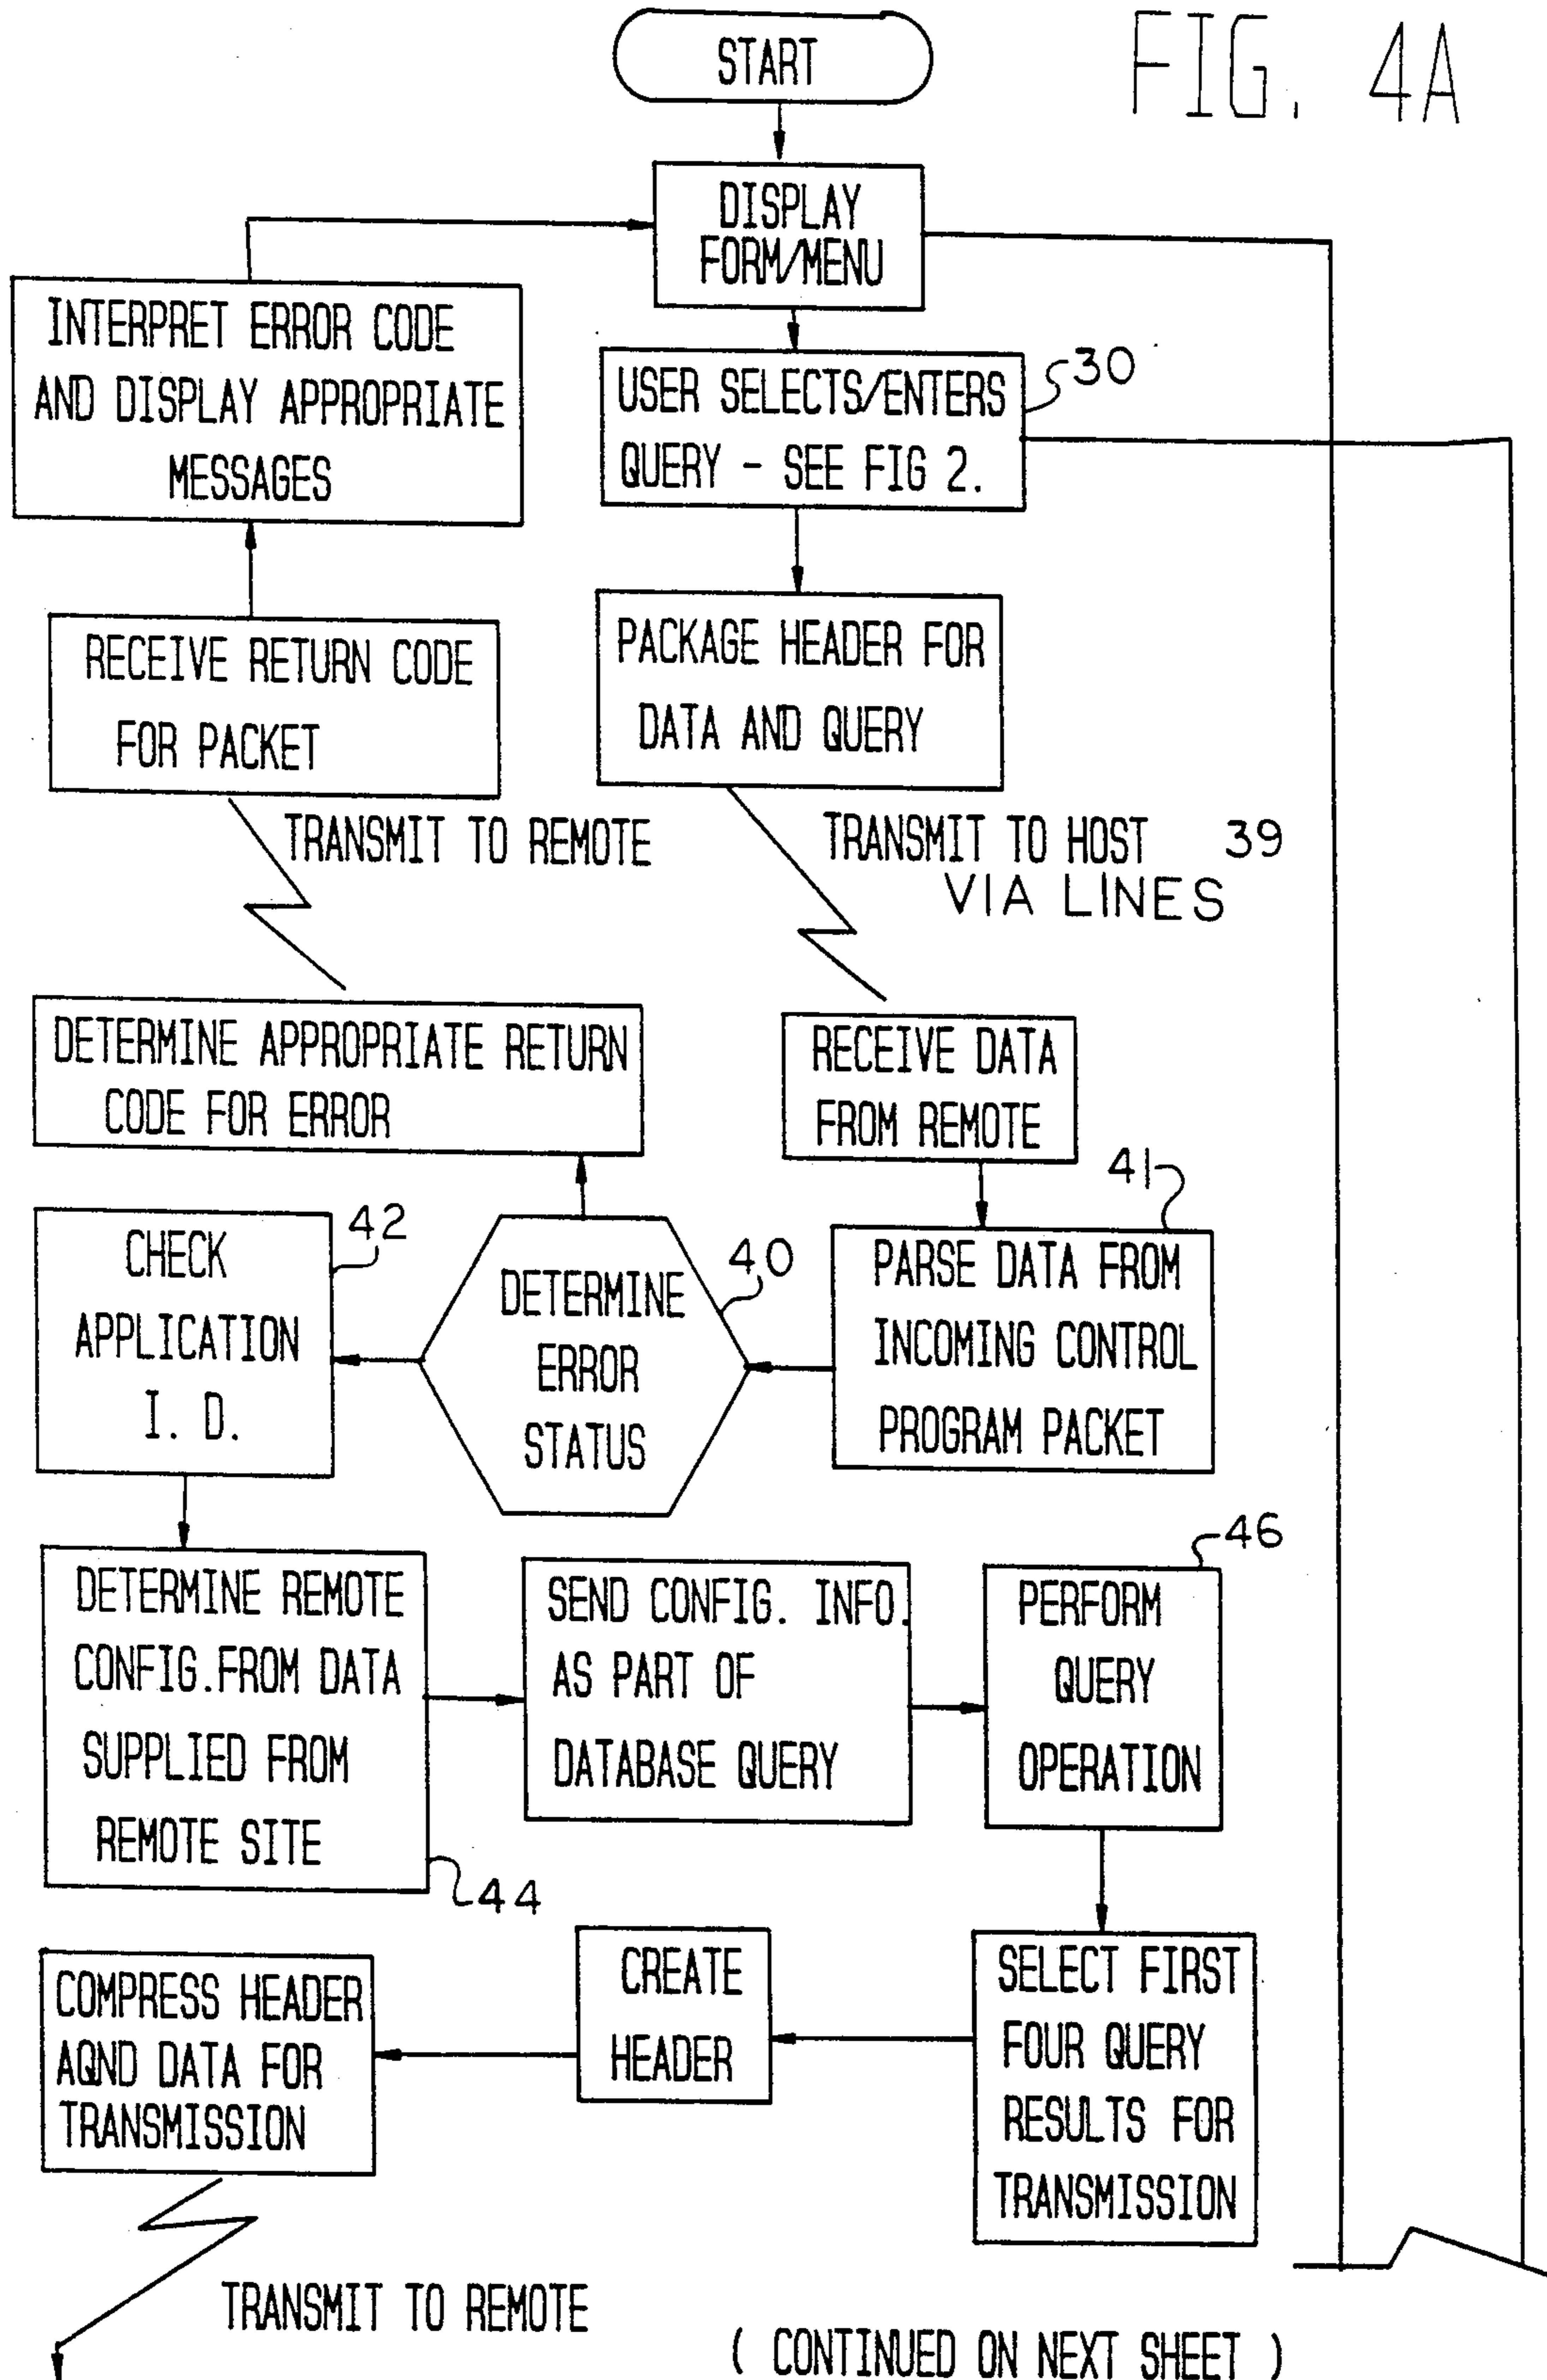 FIG. 4A
START
DISPLAY
FORM/MENU
INTERPRET ERROR CODE
AND DISPLAY APPROPRIATE
MESSAGES
USER SELECTS/ENTERS
QUERY - SEE FIG 2.
30
RECEIVE RETURN CODE
FOR PACKET
PACKAGE HEADER FOR
DATA AND QUERY
TRANSMIT TO REMOTE
TRANSMIT TO HOST 39
VIA LINES
DETERMINE APPROPRIATE RETURN
CODE FOR ERROR
RECEIVE DATA
FROM REMOTE
41
PARSE DATA FROM
INCOMING CONTROL
PROGRAM PACKET
40
DETERMINE
ERROR
STATUS
42
CHECK
APPLICATION
I. D.
DETERMINE REMOTE
CONFIG.FROM DATA
SUPPLIED FROM
REMOTE SITE
44
SEND CONFIG. INFO.
AS PART OF
DATABASE QUERY
46
PERFORM
QUERY
OPERATION
SELECT FIRST
FOUR QUERY
RESULTS FOR
TRANSMISSION
CREATE
HEADER
COMPRESS HEADER
AQND DATA FOR
TRANSMISSION
TRANSMIT TO REMOTE
( CONTINUED ON NEXT SHEET )